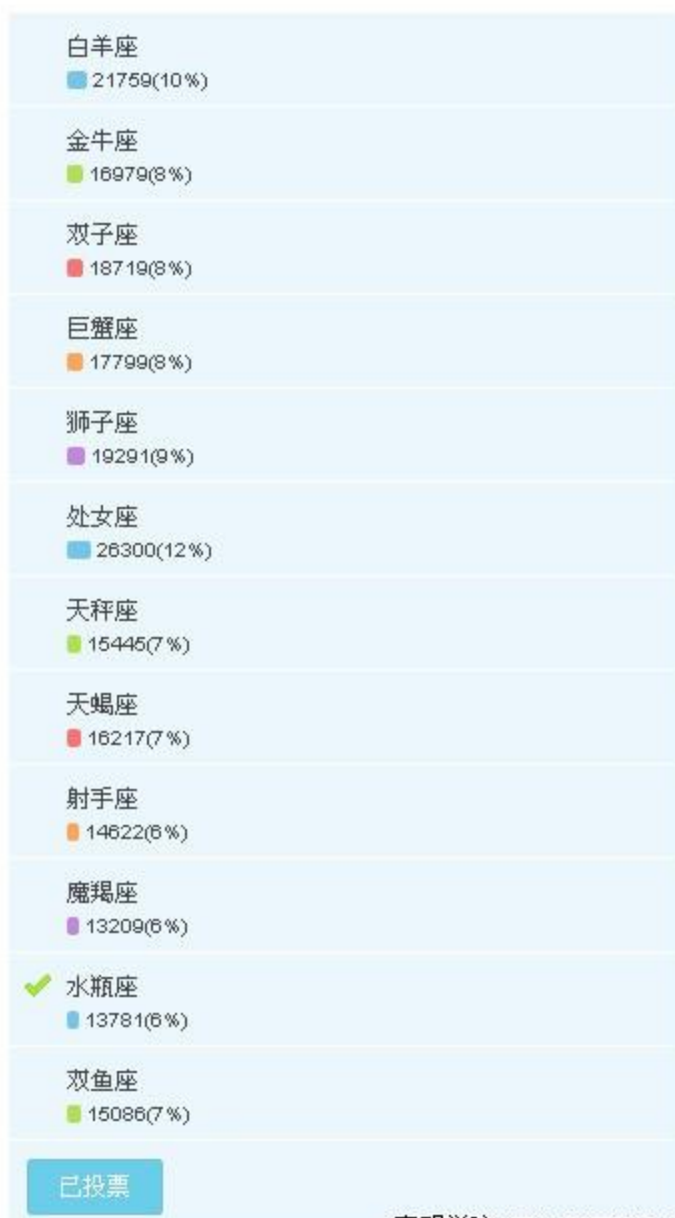 白羊座
21759(10%)
金牛座
16979(8%)
双子座
18719(8%)
巨蟹座
17799(8%)
狮子座
19291(9%)
处女座
26300(12%)
天秤座
15445(7%)
天蝎座
16217(7%)
射手座
14622(6%)
魔羯座
13209(6%)
水瓶座
13781(6%)
双鱼座
15086(7%)
已投票